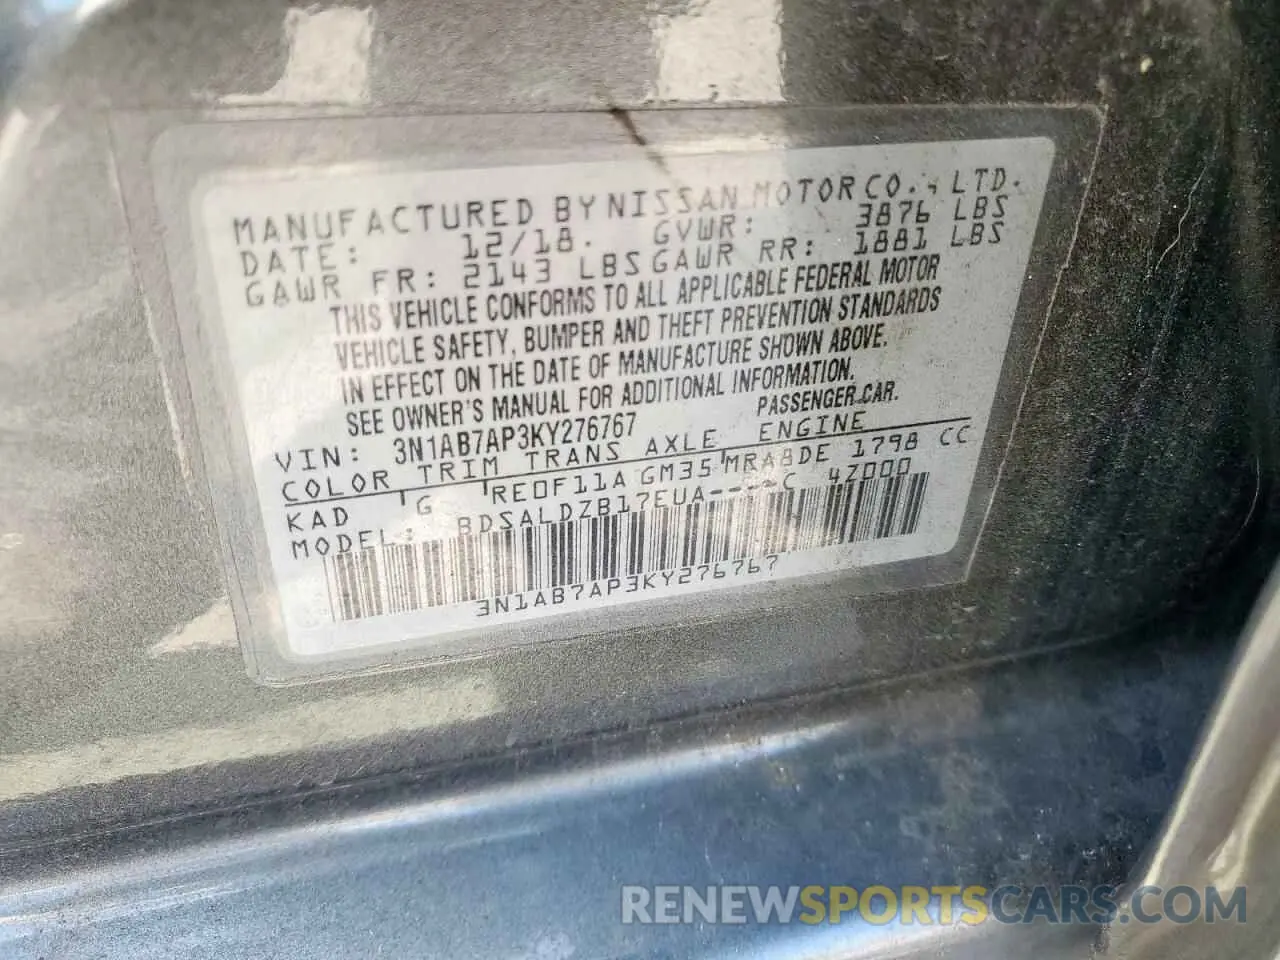 MANUFACTURED BY NISSAN MOTOR CO., LTD.
DATE: 12/18. GVWR: 3876 LBS
GAWR FR: 2143 LBS GAWR RR: 1881 LBS
THIS VEHICLE CONFORMS TO ALL APPLICABLE FEDERAL MOTOR
VEHICLE SAFETY, BUMPER AND THEFT PREVENTION STANDARDS
IN EFFECT ON THE DATE OF MANUFACTURE SHOWN ABOVE.
SEE OWNER'S MANUAL FOR ADDITIONAL INFORMATION.
VIN: 3N1AB7AP3KY276767 PASSENGER CAR.
COLOR TRIM TRANS AXLE ENGINE
KAD G RE0F11A GM35 MRA8DE 1798 CC
MODEL: BDSALDZB17EUA----C 4Z000
3N1AB7AP3KY276767
RENEWSPORTSCARS.COM